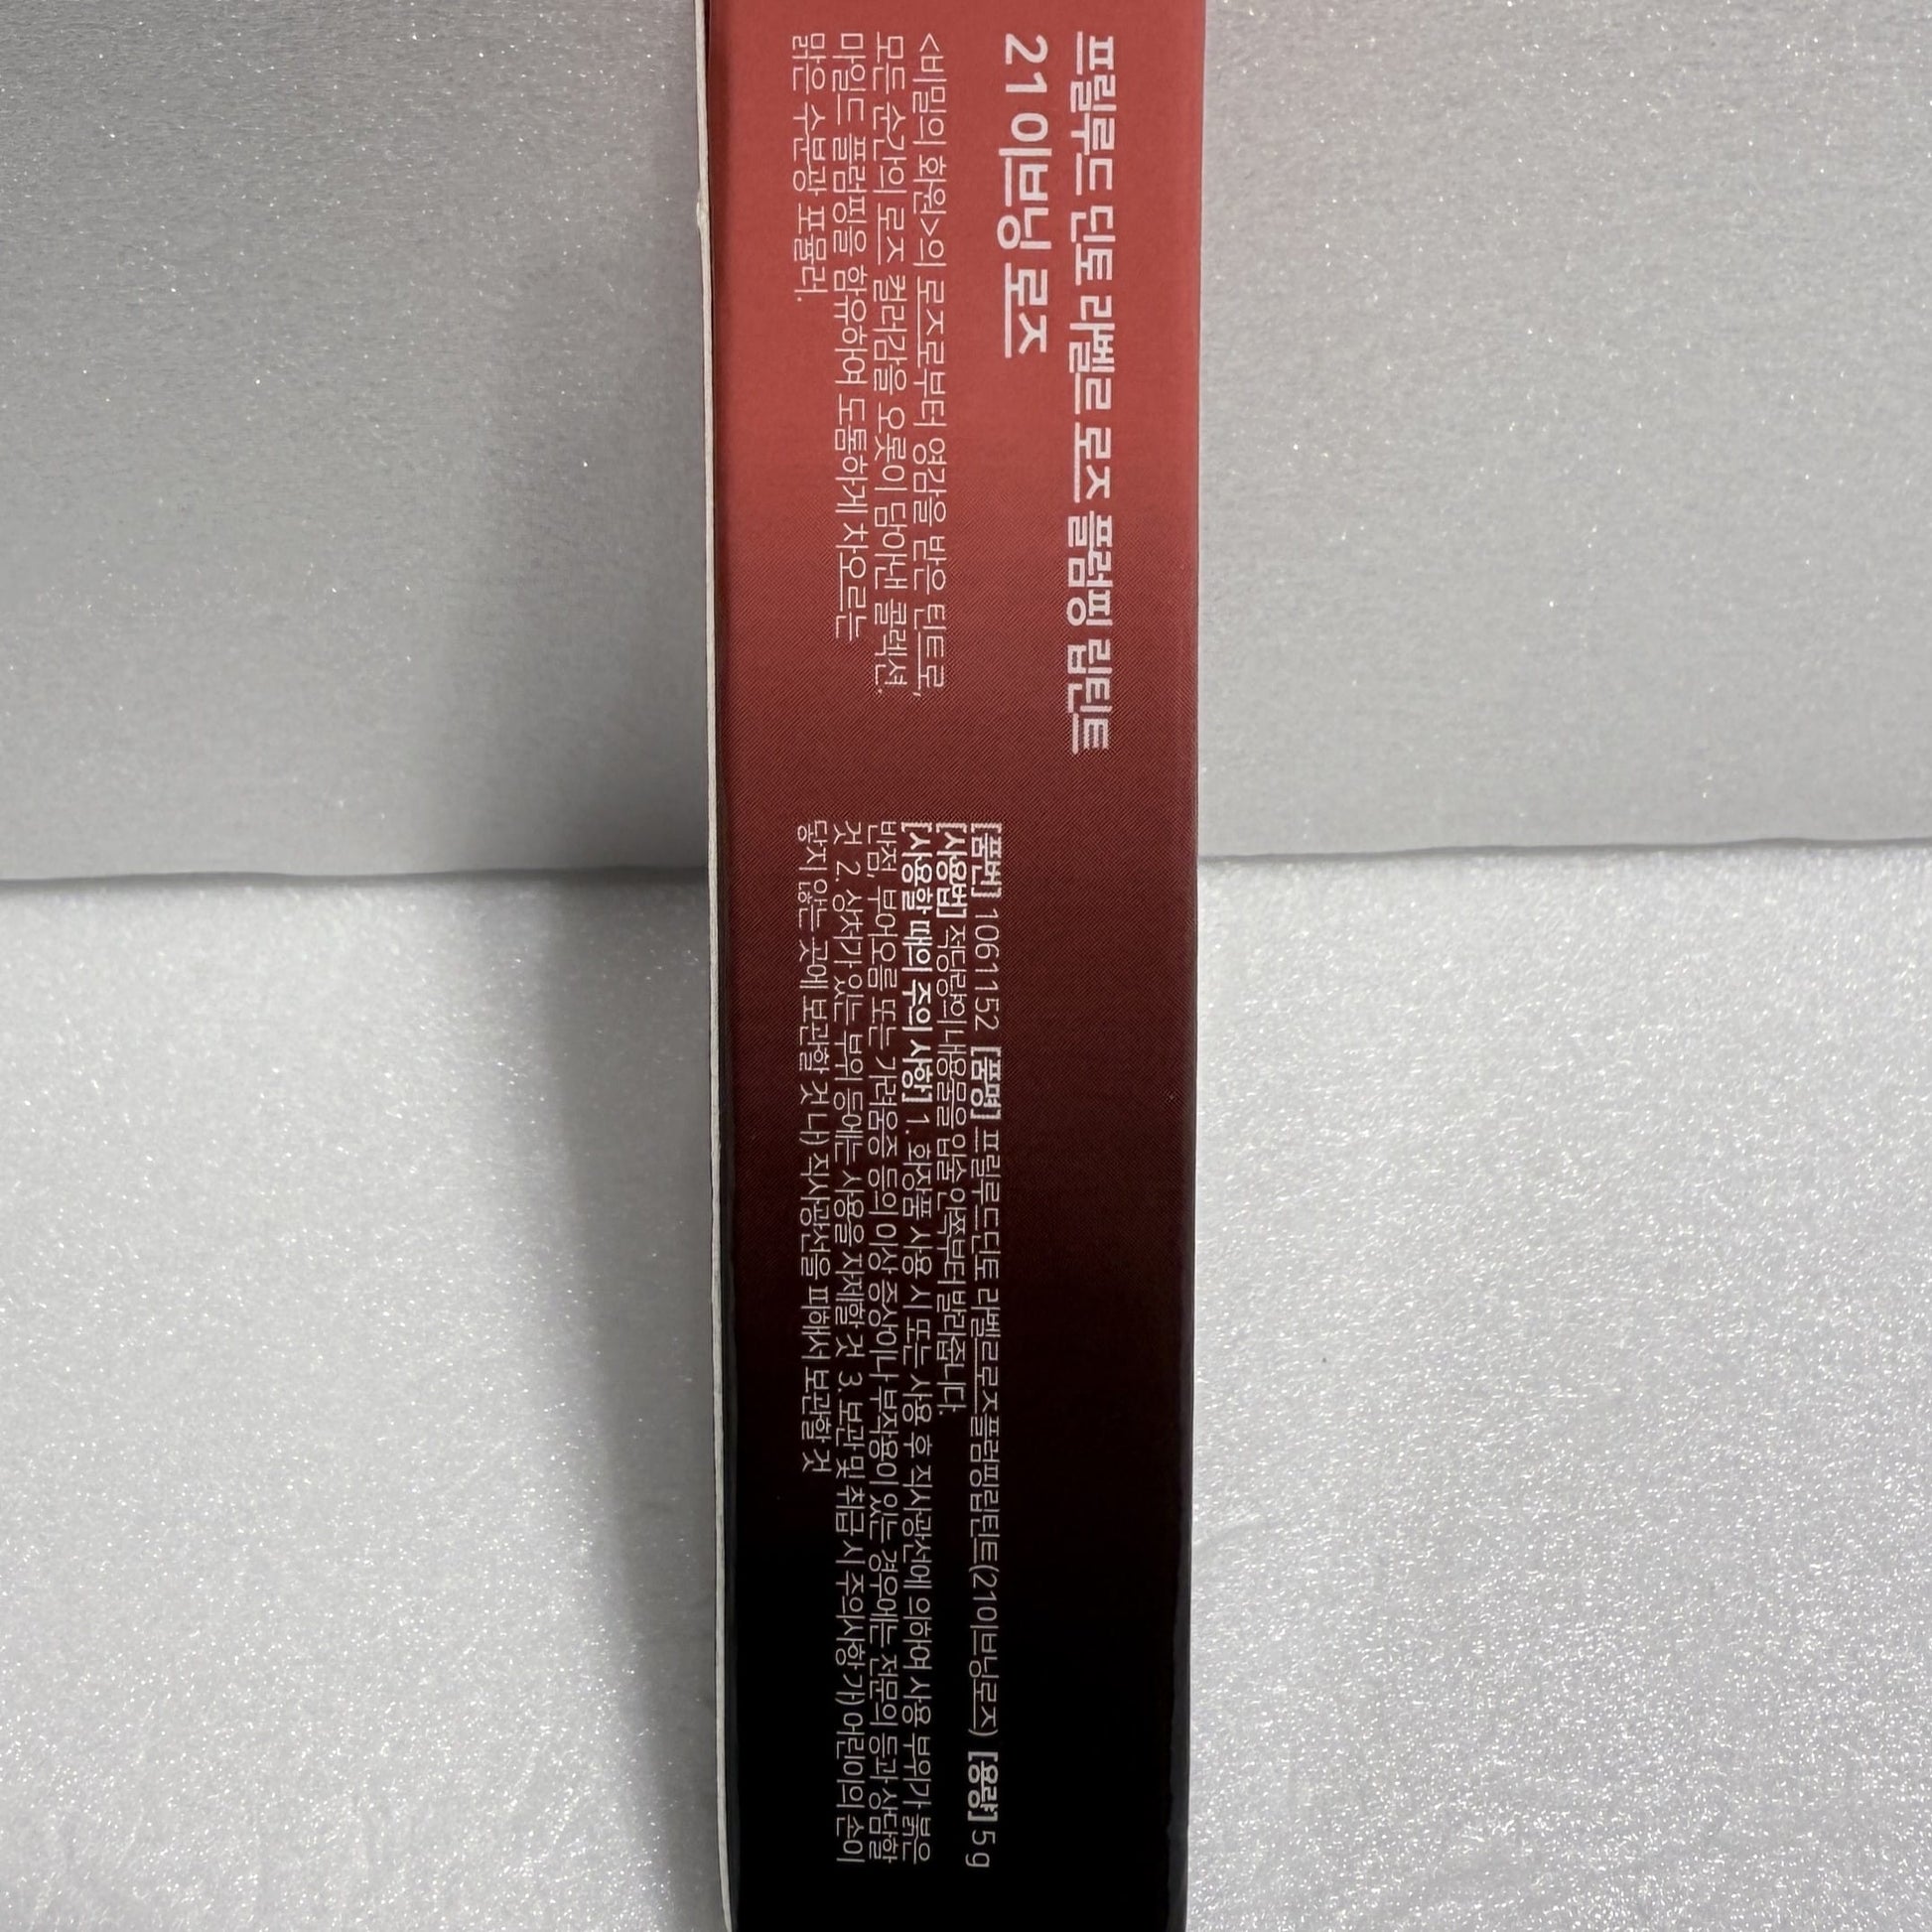 프릴루드 딘토 라벨르 로즈 플럼핑 립틴트
21 이브닝 로즈
<비밀의 화원>의 로즈로부터 영감을 받은 틴트로,
모든 순간의 로즈 컬러감을 오롯이 담아낸 콜렉션.
마일드 플럼핑을 함유하여 도톰하게 차오르는
맑은 수분광 포뮬러.
[품번] 1061152 [품명] 프릴루드딘토 라벨르로즈플럼핑립틴트(21이브닝로즈) [용량] 5 g
[사용법] 적당량의 내용물을 입술 안쪽부터 발라줍니다.
[사용할 때의 주의 사항] 1. 화장품 사용 시 또는 사용 후 직사광선에 의하여 사용 부위가 붉은
반점, 부어오름 또는 가려움증 등의 이상 증상이나 부작용이 있는 경우에는 전문의 등과 상담할
것 2. 상처가 있는 부위 등에는 사용을 자제할 것 3. 보관 및 취급 시 주의사항 가) 어린이의 손이
닿지 않는 곳에 보관할 것 나) 직사광선을 피해서 보관할 것